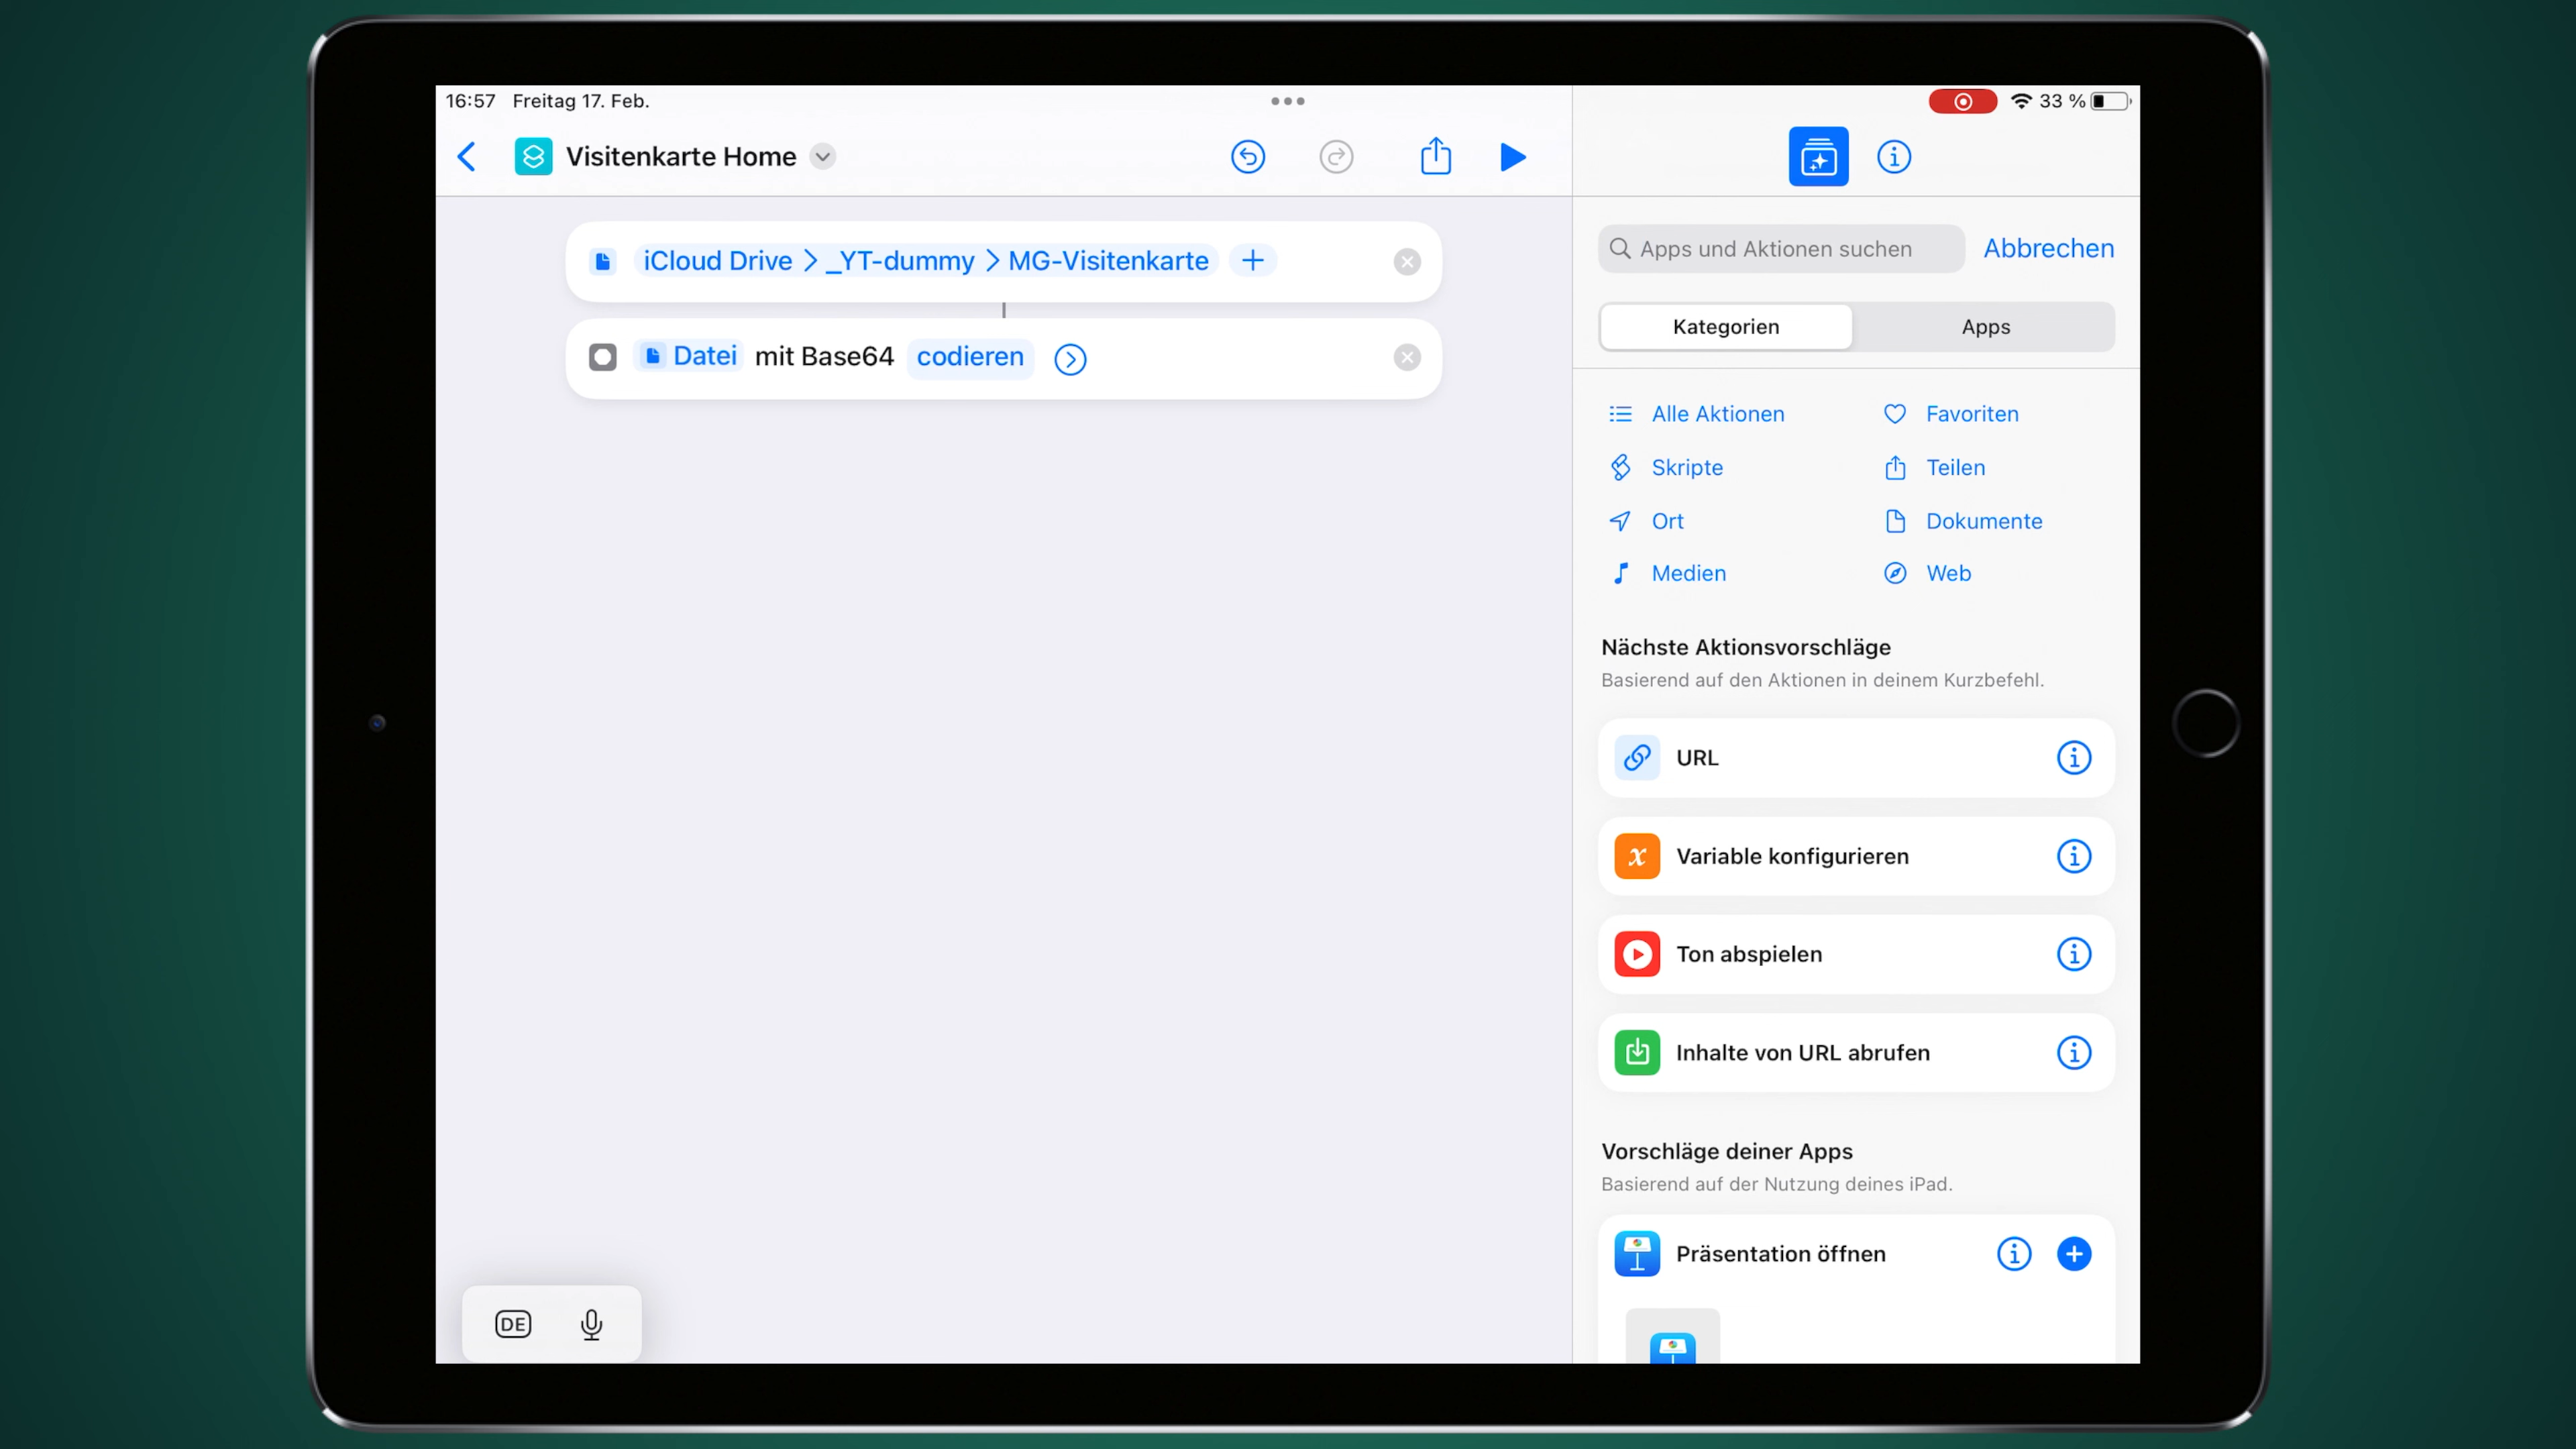 16:57 Freitag 17. Feb.
33 %
Visitenkarte Home
iCloud Drive > _YT-dummy > MG-Visitenkarte
Datei mit Base64 codieren
DE
Apps und Aktionen suchen
Abbrechen
Kategorien
Apps
Alle Aktionen
Favoriten
Skripte
Teilen
Ort
Dokumente
Medien
Web
Nächste Aktionsvorschläge
Basierend auf den Aktionen in deinem Kurzbefehl.
URL
Variable konfigurieren
Ton abspielen
Inhalte von URL abrufen
Vorschläge deiner Apps
Basierend auf der Nutzung deines iPad.
Präsentation öffnen